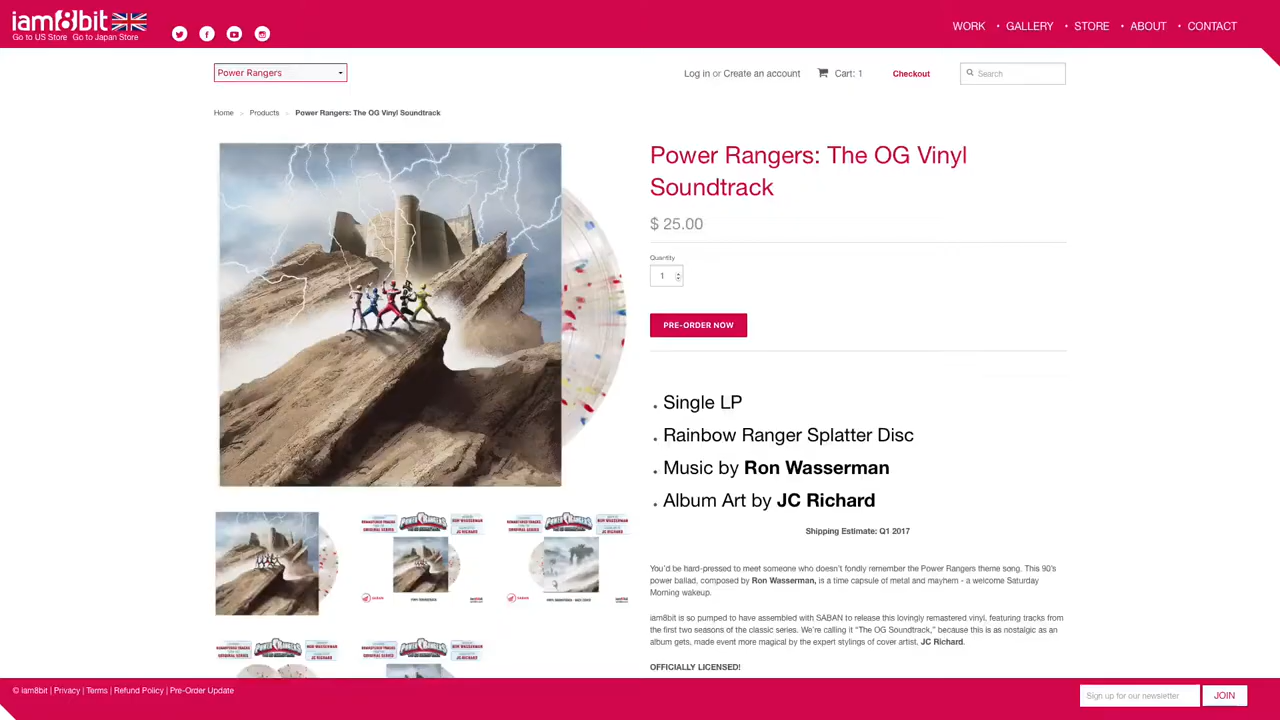 iam8bit
Go to US Store Go to Japan Store
WORK • GALLERY • STORE • ABOUT • CONTACT
Power Rangers
Log in or Create an account
Cart: 1
Checkout
Search
Home > Products > Power Rangers: The OG Vinyl Soundtrack
Power Rangers: The OG Vinyl
Soundtrack
$ 25.00
Quantity
1
PRE-ORDER NOW
• Single LP
• Rainbow Ranger Splatter Disc
• Music by Ron Wasserman
• Album Art by JC Richard
Shipping Estimate: Q1 2017
You'd be hard-pressed to meet someone who doesn't fondly remember the Power Rangers theme song. This 90's
power ballad, composed by Ron Wasserman, is a time capsule of metal and mayhem - a welcome Saturday
Morning wakeup.
iam8bit is so pumped to have assembled with SABAN to release this lovingly remastered vinyl, featuring tracks from
the first two seasons of the classic series. We're calling it “The OG Soundtrack,” because this is as nostalgic as an
album gets, made event more magical by the expert stylings of cover artist, JC Richard.
OFFICIALLY LICENSED!
© iam8bit | Privacy | Terms | Refund Policy | Pre-Order Update
Sign up for our newsletter
JOIN